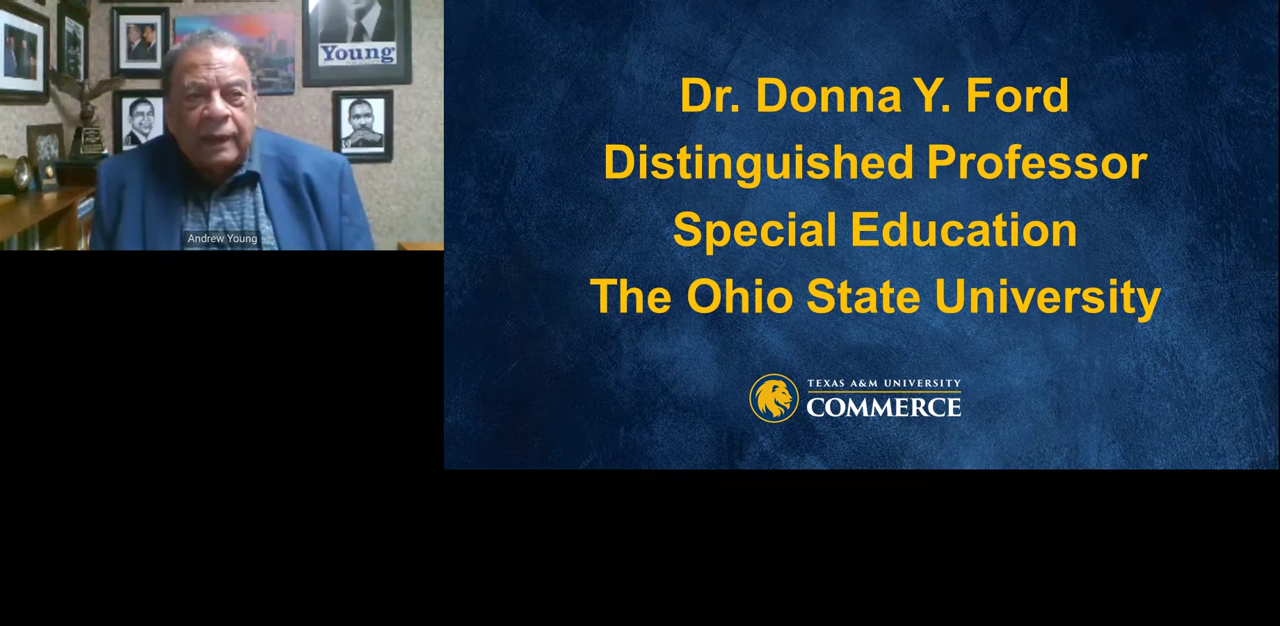 Young
Andrew Young
Dr. Donna Y. Ford
Distinguished Professor
Special Education
The Ohio State University
TEXAS A&M UNIVERSITY
COMMERCE